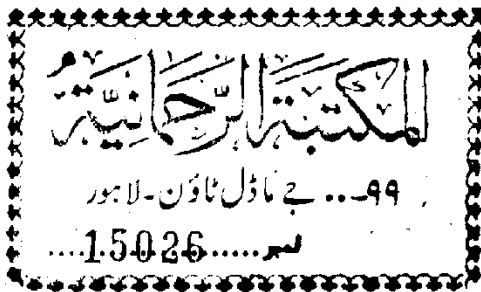 المكتبة الرحمانية
۹۹... جے ماڈل ٹاؤن۔ لاہور
نمبر......15026....